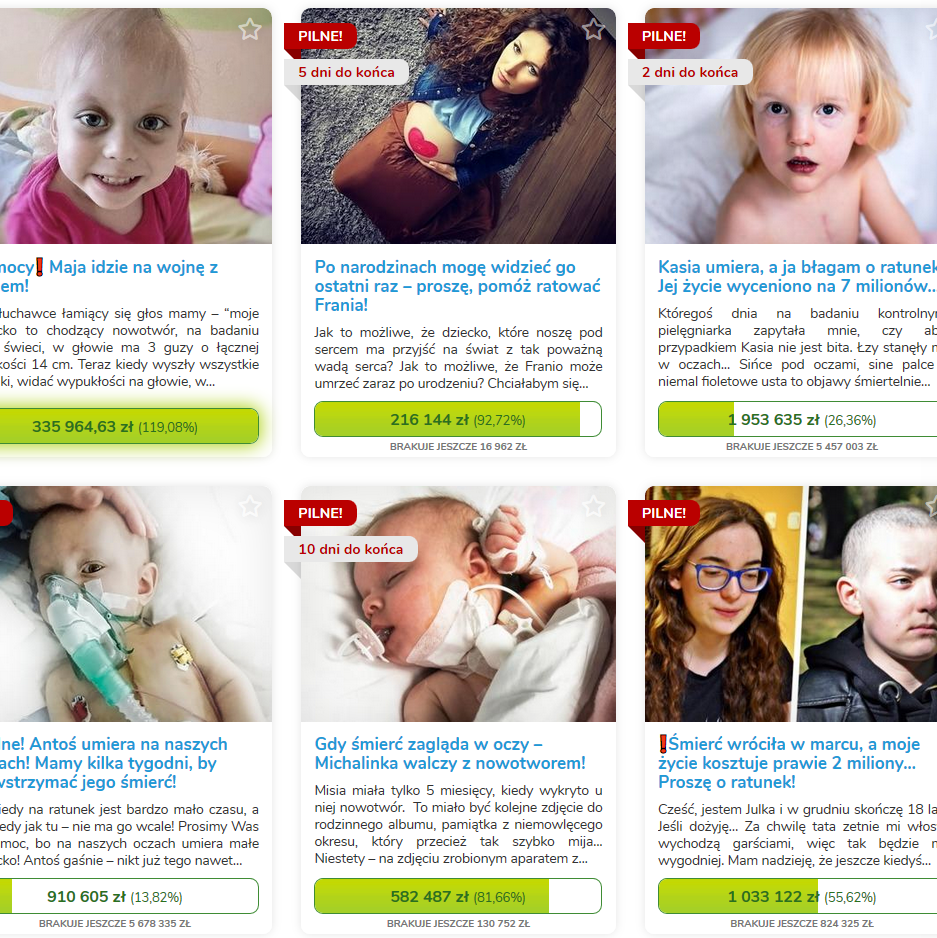 mocy❗ Maja idzie na wojnę z
em!
łuchawce łamiący się głos mamy – “moje
cko to chodzący nowotwór, na badaniu
świeci, w głowie ma 3 guzy o łącznej
kości 14 cm. Teraz kiedy wyszły wszystkie
ki, widać wypukłości na głowie, w...
335 964,63 zł (119,08%)
PILNE!
5 dni do końca
Po narodzinach mogę widzieć go
ostatni raz – proszę, pomóż ratować
Frania!
Jak to możliwe, że dziecko, które noszę pod
sercem ma przyjść na świat z tak poważną
wadą serca? Jak to możliwe, że Franio może
umrzeć zaraz po urodzeniu? Chciałabym się...
216 144 zł (92,72%)
BRAKUJE JESZCZE 16 962 ZŁ
PILNE!
2 dni do końca
Kasia umiera, a ja błagam o ratunek
Jej życie wyceniono na 7 milionów...
Któregoś dnia na badaniu kontrolnym
pielęgniarka zapytała mnie, czy ab
przypadkiem Kasia nie jest bita. Łzy stanęły m
w oczach... Sińce pod oczami, sine palce
niemal fioletowe usta to objawy śmiertelnie...
1 953 635 zł (26,36%)
BRAKUJE JESZCZE 5 457 003 ZŁ
ne! Antoś umiera na naszych
ach! Mamy kilka tygodni, by
wstrzymać jego śmierć!
iedy na ratunek jest bardzo mało czasu, a
edy jak tu – nie ma go wcale! Prosimy Was
moc, bo na naszych oczach umiera małe
cko! Antoś gaśnie – nikt już tego nawet...
910 605 zł (13,82%)
BRAKUJE JESZCZE 5 678 335 ZŁ
PILNE!
10 dni do końca
Gdy śmierć zagląda w oczy –
Michalinka walczy z nowotworem!
Misia miała tylko 5 miesięcy, kiedy wykryto u
niej nowotwór. To miało być kolejne zdjęcie do
rodzinnego albumu, pamiątka z niemowlęcego
okresu, który przecież tak szybko mija...
Niestety – na zdjęciu zrobionym aparatem z...
582 487 zł (81,66%)
BRAKUJE JESZCZE 130 752 ZŁ
PILNE!
❗Śmierć wróciła w marcu, a moje
życie kosztuje prawie 2 miliony...
Proszę o ratunek!
Cześć, jestem Julka i w grudniu skończę 18 la
Jeśli dożyję... Za chwilę tata zetnie mi włos
wychodzą garściami, więc tak będzie m
wygodniej. Mam nadzieję, że jeszcze kiedyś...
1 033 122 zł (55,62%)
BRAKUJE JESZCZE 824 325 ZŁ